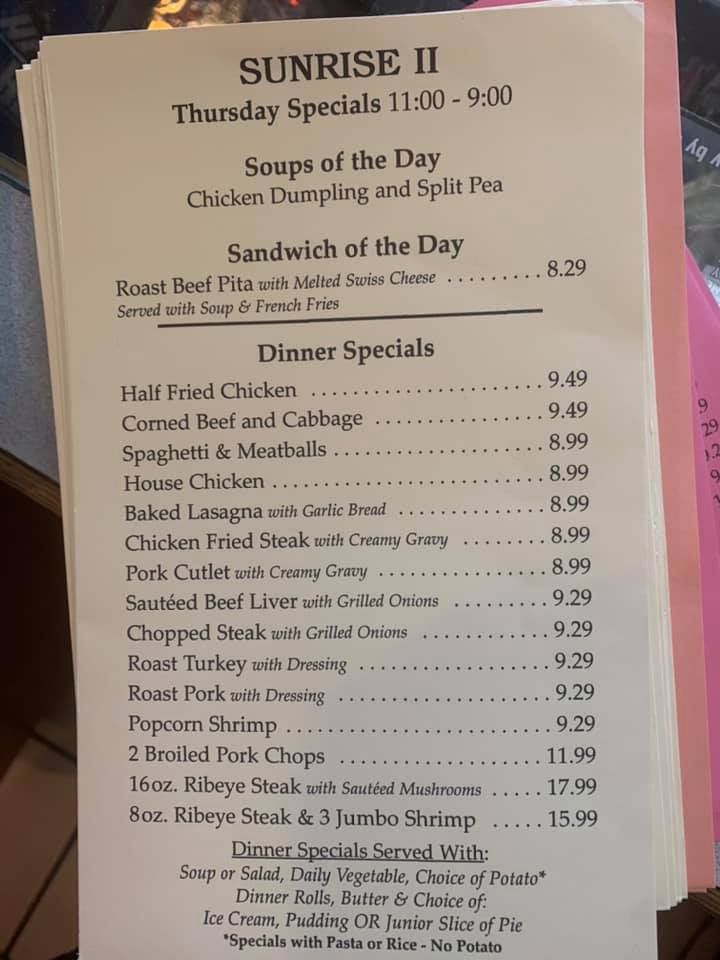 SUNRISE II
Thursday Specials 11:00 - 9:00
Soups of the Day
Chicken Dumpling and Split Pea
Sandwich of the Day
Roast Beef Pita with Melted Swiss Cheese ......... 8.29
Served with Soup & French Fries
Dinner Specials
Half Fried Chicken ...................... 9.49
Corned Beef and Cabbage ................ 9.49
Spaghetti & Meatballs .................... 8.99
House Chicken .......................... 8.99
Baked Lasagna with Garlic Bread .............. 8.99
Chicken Fried Steak with Creamy Gravy ........ 8.99
Pork Cutlet with Creamy Gravy ................ 8.99
Sautéed Beef Liver with Grilled Onions ......... 9.29
Chopped Steak with Grilled Onions ............ 9.29
Roast Turkey with Dressing ................... 9.29
Roast Pork with Dressing ..................... 9.29
Popcorn Shrimp ......................... 9.29
2 Broiled Pork Chops ................... 11.99
16oz. Ribeye Steak with Sautéed Mushrooms ..... 17.99
8oz. Ribeye Steak & 3 Jumbo Shrimp ..... 15.99
Dinner Specials Served With:
Soup or Salad, Daily Vegetable, Choice of Potato*
Dinner Rolls, Butter & Choice of:
Ice Cream, Pudding OR Junior Slice of Pie
*Specials with Pasta or Rice - No Potato
by
9
29